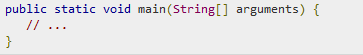 public static void main(String[] arguments) {
   // ...
}